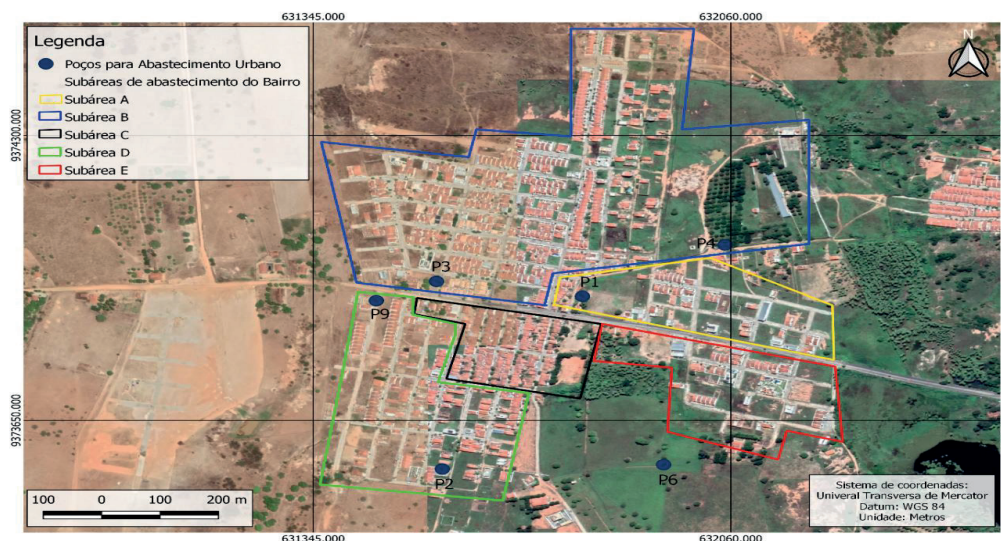 631345.000
632060.000
Legenda
Poços para Abastecimento Urbano
Subáreas de abastecimento do Bairro
Subárea A
Subárea B
Subárea C
Subárea D
Subárea E
N
9374300.000
9373650.000
P4
P3
P1
P9
P2
P6
100 0 100 200 m
Sistema de coordenadas:
Univeral Transversa de Mercator
Datum: WGS 84
Unidade: Metros
631345.000
632060.000